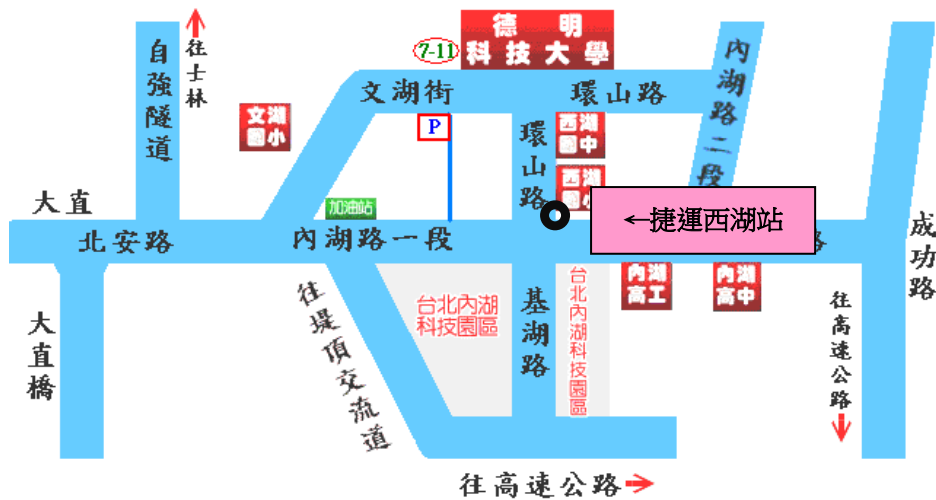 德明
科技大學
7-11
往士林
自強隧道
文湖街
環山路
內湖路二段
文湖
國小
P
西湖
國中
環山路
西湖
國小
大直
加油站
←捷運西湖站
北安路
內湖路一段
路
成功路
大直橋
往堤頂交流道
台北內湖
科技園區
基湖路
台北內湖科技園區
內湖
高工
內湖
高中
往高速公路
往高速公路